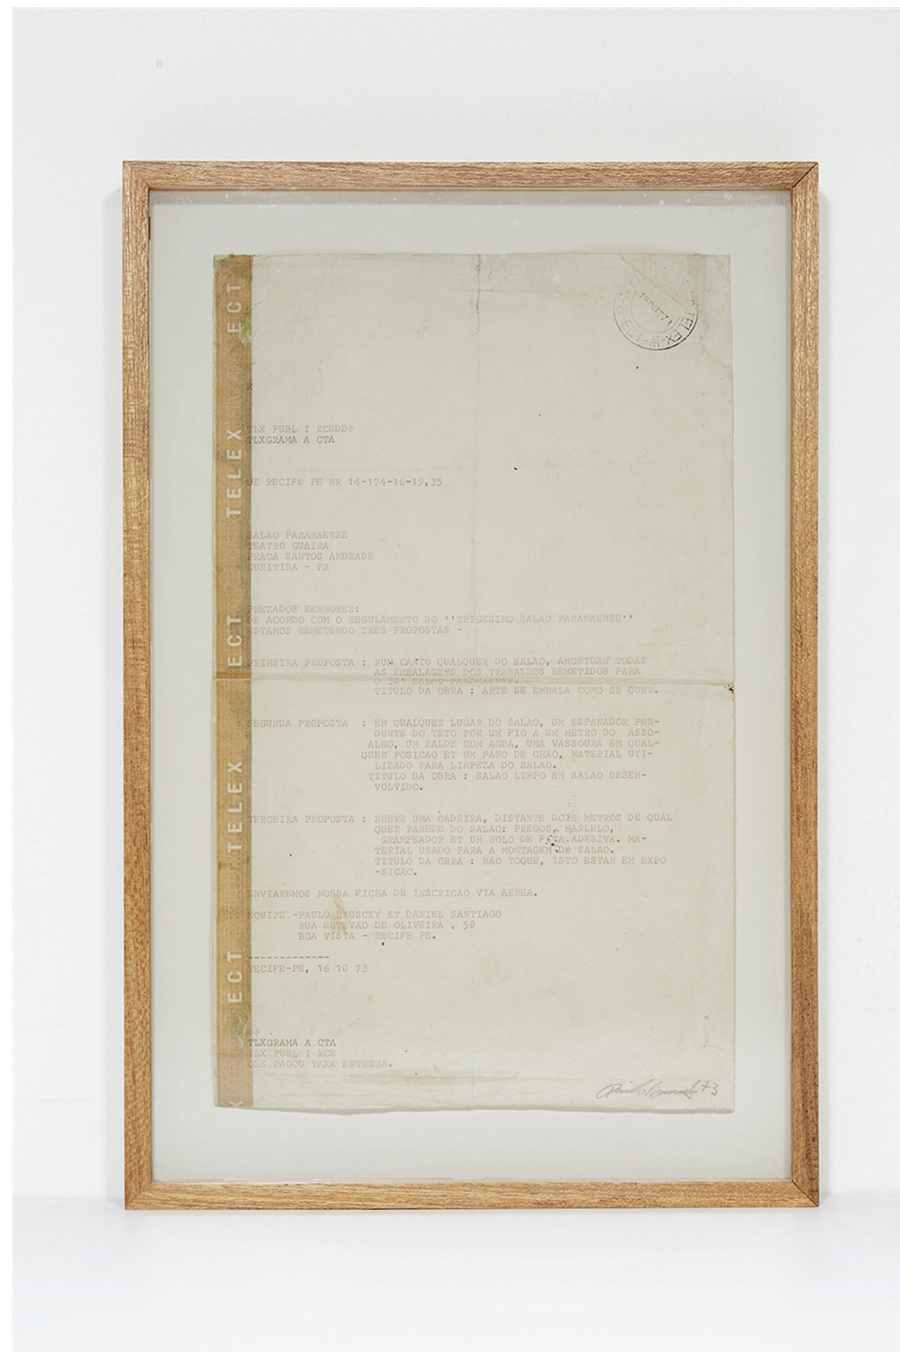 TELEX ECT TELEX ECT TELEX ECT
TELEX
TLX PUBL I RCEDD
TLXGRAMA A CTA
DE RECIFE PE NR 14-174-16-19,35
SALAO PARANAENSE
TEATRO GUAIRA
PRACA SANTOS ANDRADE
CURITIBA - PR
PREZADOS SENHORES:
DE ACORDO COM O REGULAMENTO DO ''TRIGESIMO SALAO PARANAENSE''
ESTAMOS REMETENDO TRES PROPOSTAS -
PRIMEIRA PROPOSTA : NUM CANTO QUALQUER DO SALAO, AMONTOAR TODAS
AS EMBALAGENS DOS TRABALHOS REMETIDOS PARA
O 30º SALAO PARANAENSE.
TITULO DA OBRA : ARTE SE EMBALA COMO SE QUER.
SEGUNDA PROPOSTA : EM QUALQUER LUGAR DO SALAO, UM ESPANADOR PEN-
DENTE DO TETO POR UM FIO A UM METRO DO ASSO-
ALHO, UM BALDE COM AGUA, UMA VASSOURA EM QUAL-
QUER POSICAO ET UM PANO DE CHAO, MATERIAL UTI-
LIZADO PARA LIMPEZA DO SALAO.
TITULO DA OBRA : SALAO LIMPO EH SALAO DESEN-
VOLVIDO.
TERCEIRA PROPOSTA : SOBRE UMA CADEIRA, DISTANTE DOIS METROS DE QUAL
QUER PAREDE DO SALAO: PREGOS, MARLELO,
GRAMPEADOR ET UM ROLO DE FITA ADESIVA. MA-
TERIAL USADO PARA A MONTAGEM DO SALAO.
TITULO DA OBRA : NAO TOQUE, ISTO ESTAH EM EXPO
-SICAO.
ENVIAREMOS NOSSA FICHA DE INSCRICAO VIA AEREA.
EQUIPE -PAULO BRUSCKY ET DANIEL SANTIAGO
RUA ESTEVAO DE OLIVEIRA , 58
BOA VISTA - RECIFE PE.
-------------
RECIFE-PE, 16 10 73
TLXGRAMA A CTA
TLX PUBL I RCE
OBS PAGOU TAXA ENTREGA.
73